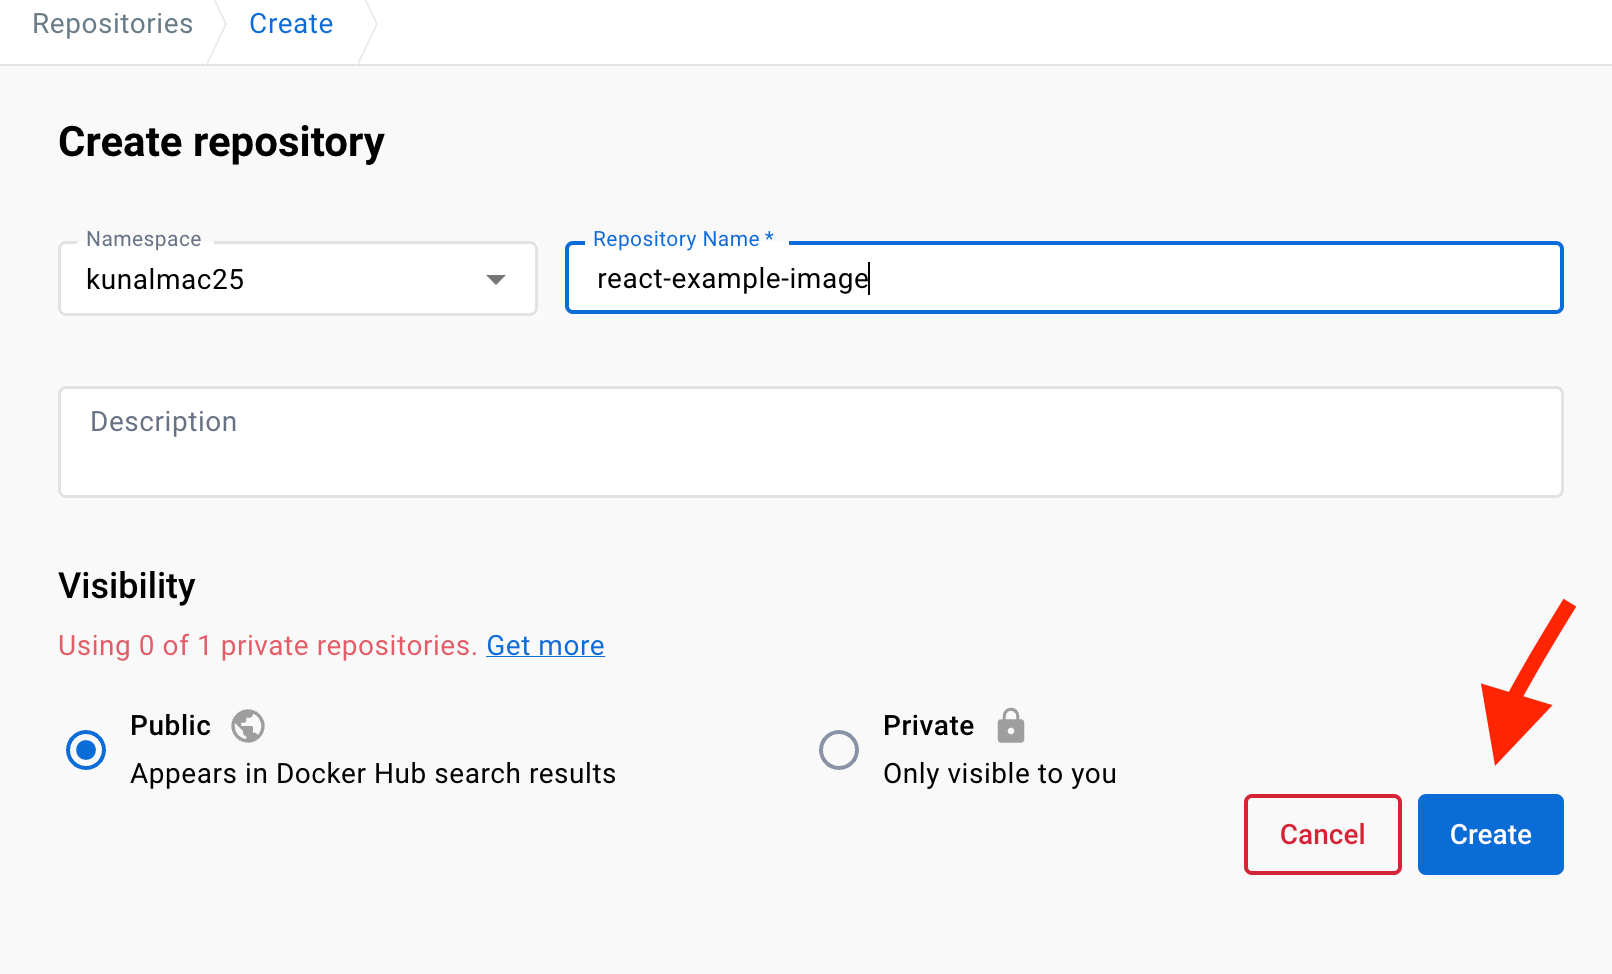 Repositories
Create
Create repository
Namespace
kunalmac25
Repository Name *
react-example-image
Description
Visibility
Using 0 of 1 private repositories. Get more
Public
Appears in Docker Hub search results
Private
Only visible to you
Cancel
Create